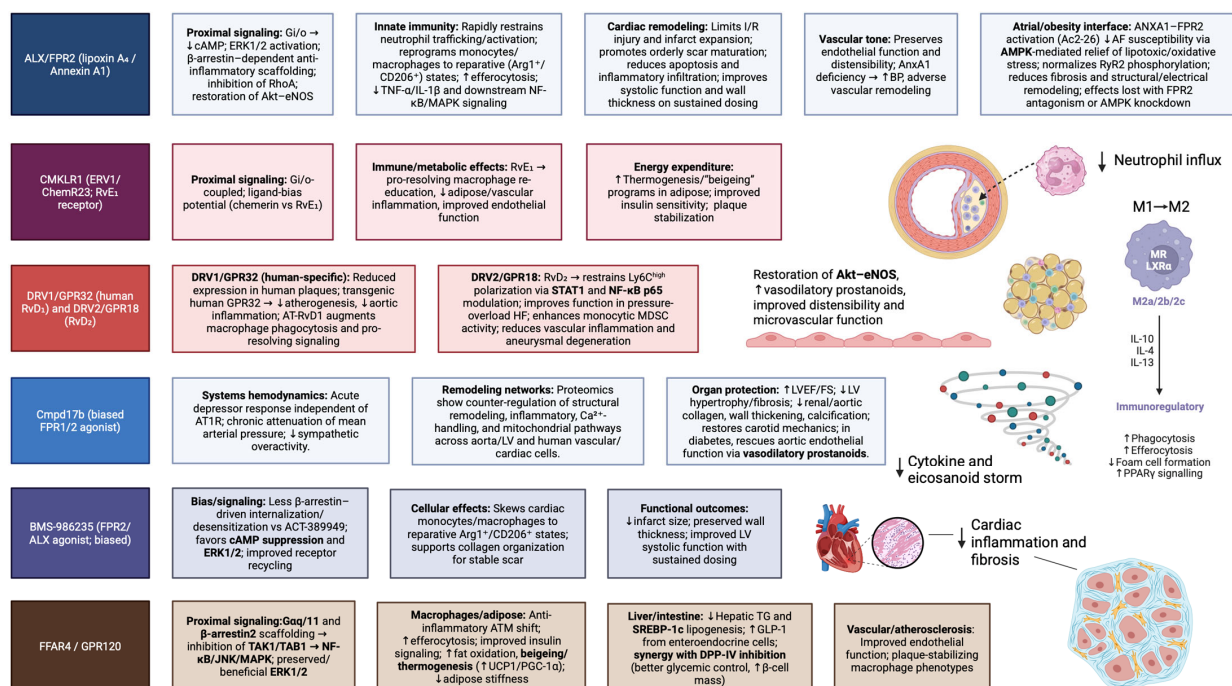 ALX/FPR2 (lipoxin A₄ /
Annexin A1)
Proximal signaling: Gi/o →
↓cAMP; ERK1/2 activation;
β-arrestin–dependent anti-
inflammatory scaffolding;
inhibition of RhoA;
restoration of Akt–eNOS
Innate immunity: Rapidly restrains
neutrophil trafficking/activation;
reprograms monocytes/
macrophages to reparative (Arg1⁺/
CD206⁺) states; ↑efferocytosis;
↓TNF-α/IL-1β and downstream NF-
κB/MAPK signaling
Cardiac remodeling: Limits I/R
injury and infarct expansion;
promotes orderly scar maturation;
reduces apoptosis and
inflammatory infiltration; improves
systolic function and wall
thickness on sustained dosing
Vascular tone: Preserves
endothelial function and
distensibility; AnxA1
deficiency → ↑BP, adverse
vascular remodeling
Atrial/obesity interface: ANXA1–FPR2
activation (Ac2-26) ↓AF susceptibility via
AMPK-mediated relief of lipotoxic/oxidative
stress; normalizes RyR2 phosphorylation;
reduces fibrosis and structural/electrical
remodeling; effects lost with FPR2
antagonism or AMPK knockdown
CMKLR1 (ERV1/
ChemR23; RvE₁
receptor)
Proximal signaling: Gi/o-
coupled; ligand-bias
potential (chemerin vs RvE₁)
Immune/metabolic effects: RvE₁ →
pro-resolving macrophage re-
education, ↓adipose/vascular
inflammation, improved endothelial
function
Energy expenditure:
↑Thermogenesis/"beigeing"
programs in adipose; improved
insulin sensitivity; plaque
stabilization
↓ Neutrophil influx
M1→M2
MR
LXRα
M2a/2b/2c
IL-10
IL-4
IL-13
Immunoregulatory
↑Phagocytosis
↑Efferocytosis
↓Foam cell formation
↑PPARγ signalling
DRV1/GPR32 (human
RvD₁) and DRV2/GPR18
(RvD₂)
DRV1/GPR32 (human-specific): Reduced
expression in human plaques; transgenic
human GPR32 → ↓atherogenesis, ↓aortic
inflammation; AT-RvD1 augments
macrophage phagocytosis and pro-
resolving signaling
DRV2/GPR18: RvD₂ → restrains Ly6C^high
polarization via STAT1 and NF-κB p65
modulation; improves function in pressure-
overload HF; enhances monocytic MDSC
activity; reduces vascular inflammation and
aneurysmal degeneration
Restoration of Akt–eNOS,
↑vasodilatory prostanoids,
improved distensibility and
microvascular function
Cmpd17b (biased
FPR1/2 agonist)
Systems hemodynamics: Acute
depressor response independent of
AT1R; chronic attenuation of mean
arterial pressure; ↓sympathetic
overactivity.
Remodeling networks: Proteomics
show counter-regulation of structural
remodeling, inflammatory, Ca²⁺-
handling, and mitochondrial pathways
across aorta/LV and human vascular/
cardiac cells.
Organ protection: ↑LVEF/FS; ↓LV
hypertrophy/fibrosis; ↓renal/aortic
collagen, wall thickening, calcification;
restores carotid mechanics; in
diabetes, rescues aortic endothelial
function via vasodilatory prostanoids.
↓ Cytokine and
eicosanoid storm
BMS-986235 (FPR2/
ALX agonist; biased)
Bias/signaling: Less β-arrestin–
driven internalization/
desensitization vs ACT-389949;
favors cAMP suppression and
ERK1/2; improved receptor
recycling
Cellular effects: Skews cardiac
monocytes/macrophages to
reparative Arg1⁺/CD206⁺ states;
supports collagen organization
for stable scar
Functional outcomes:
↓infarct size; preserved wall
thickness; improved LV
systolic function with
sustained dosing
↓ Cardiac
inflammation and
fibrosis
FFAR4 / GPR120
Proximal signaling:Gαq/11 and
β-arrestin2 scaffolding →
inhibition of TAK1/TAB1 → NF-
κB/JNK/MAPK; preserved/
beneficial ERK1/2
Macrophages/adipose: Anti-
inflammatory ATM shift;
↑efferocytosis; improved insulin
signaling; ↑fat oxidation, beiging/
thermogenesis (↑UCP1/PGC-1α);
↓adipose stiffness
Liver/intestine: ↓Hepatic TG and
SREBP-1c lipogenesis; ↑GLP-1
from enteroendocrine cells;
synergy with DPP-IV inhibition
(better glycemic control, ↑β-cell
mass)
Vascular/atherosclerosis:
Improved endothelial
function; plaque-stabilizing
macrophage phenotypes